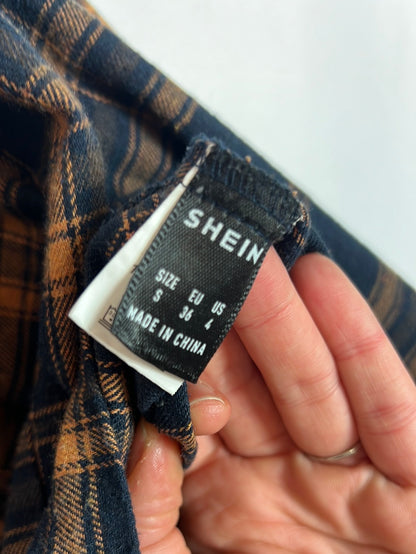 SHEIN
SIZE EU US
S 36 4
MADE IN CHINA